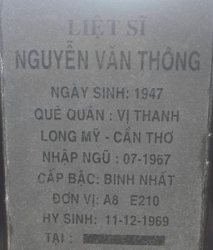 LIỆT SĨ
NGUYỄN VĂN THÔNG
NGÀY SINH: 1947
QUÊ QUÁN: VỊ THANH
LONG MỸ - CẦN THƠ
NHẬP NGŨ : 07-1967
CẤP BẬC: BINH NHẤT
ĐƠN VỊ: A8 E210
HY SINH: 11-12-1969
TẠI :